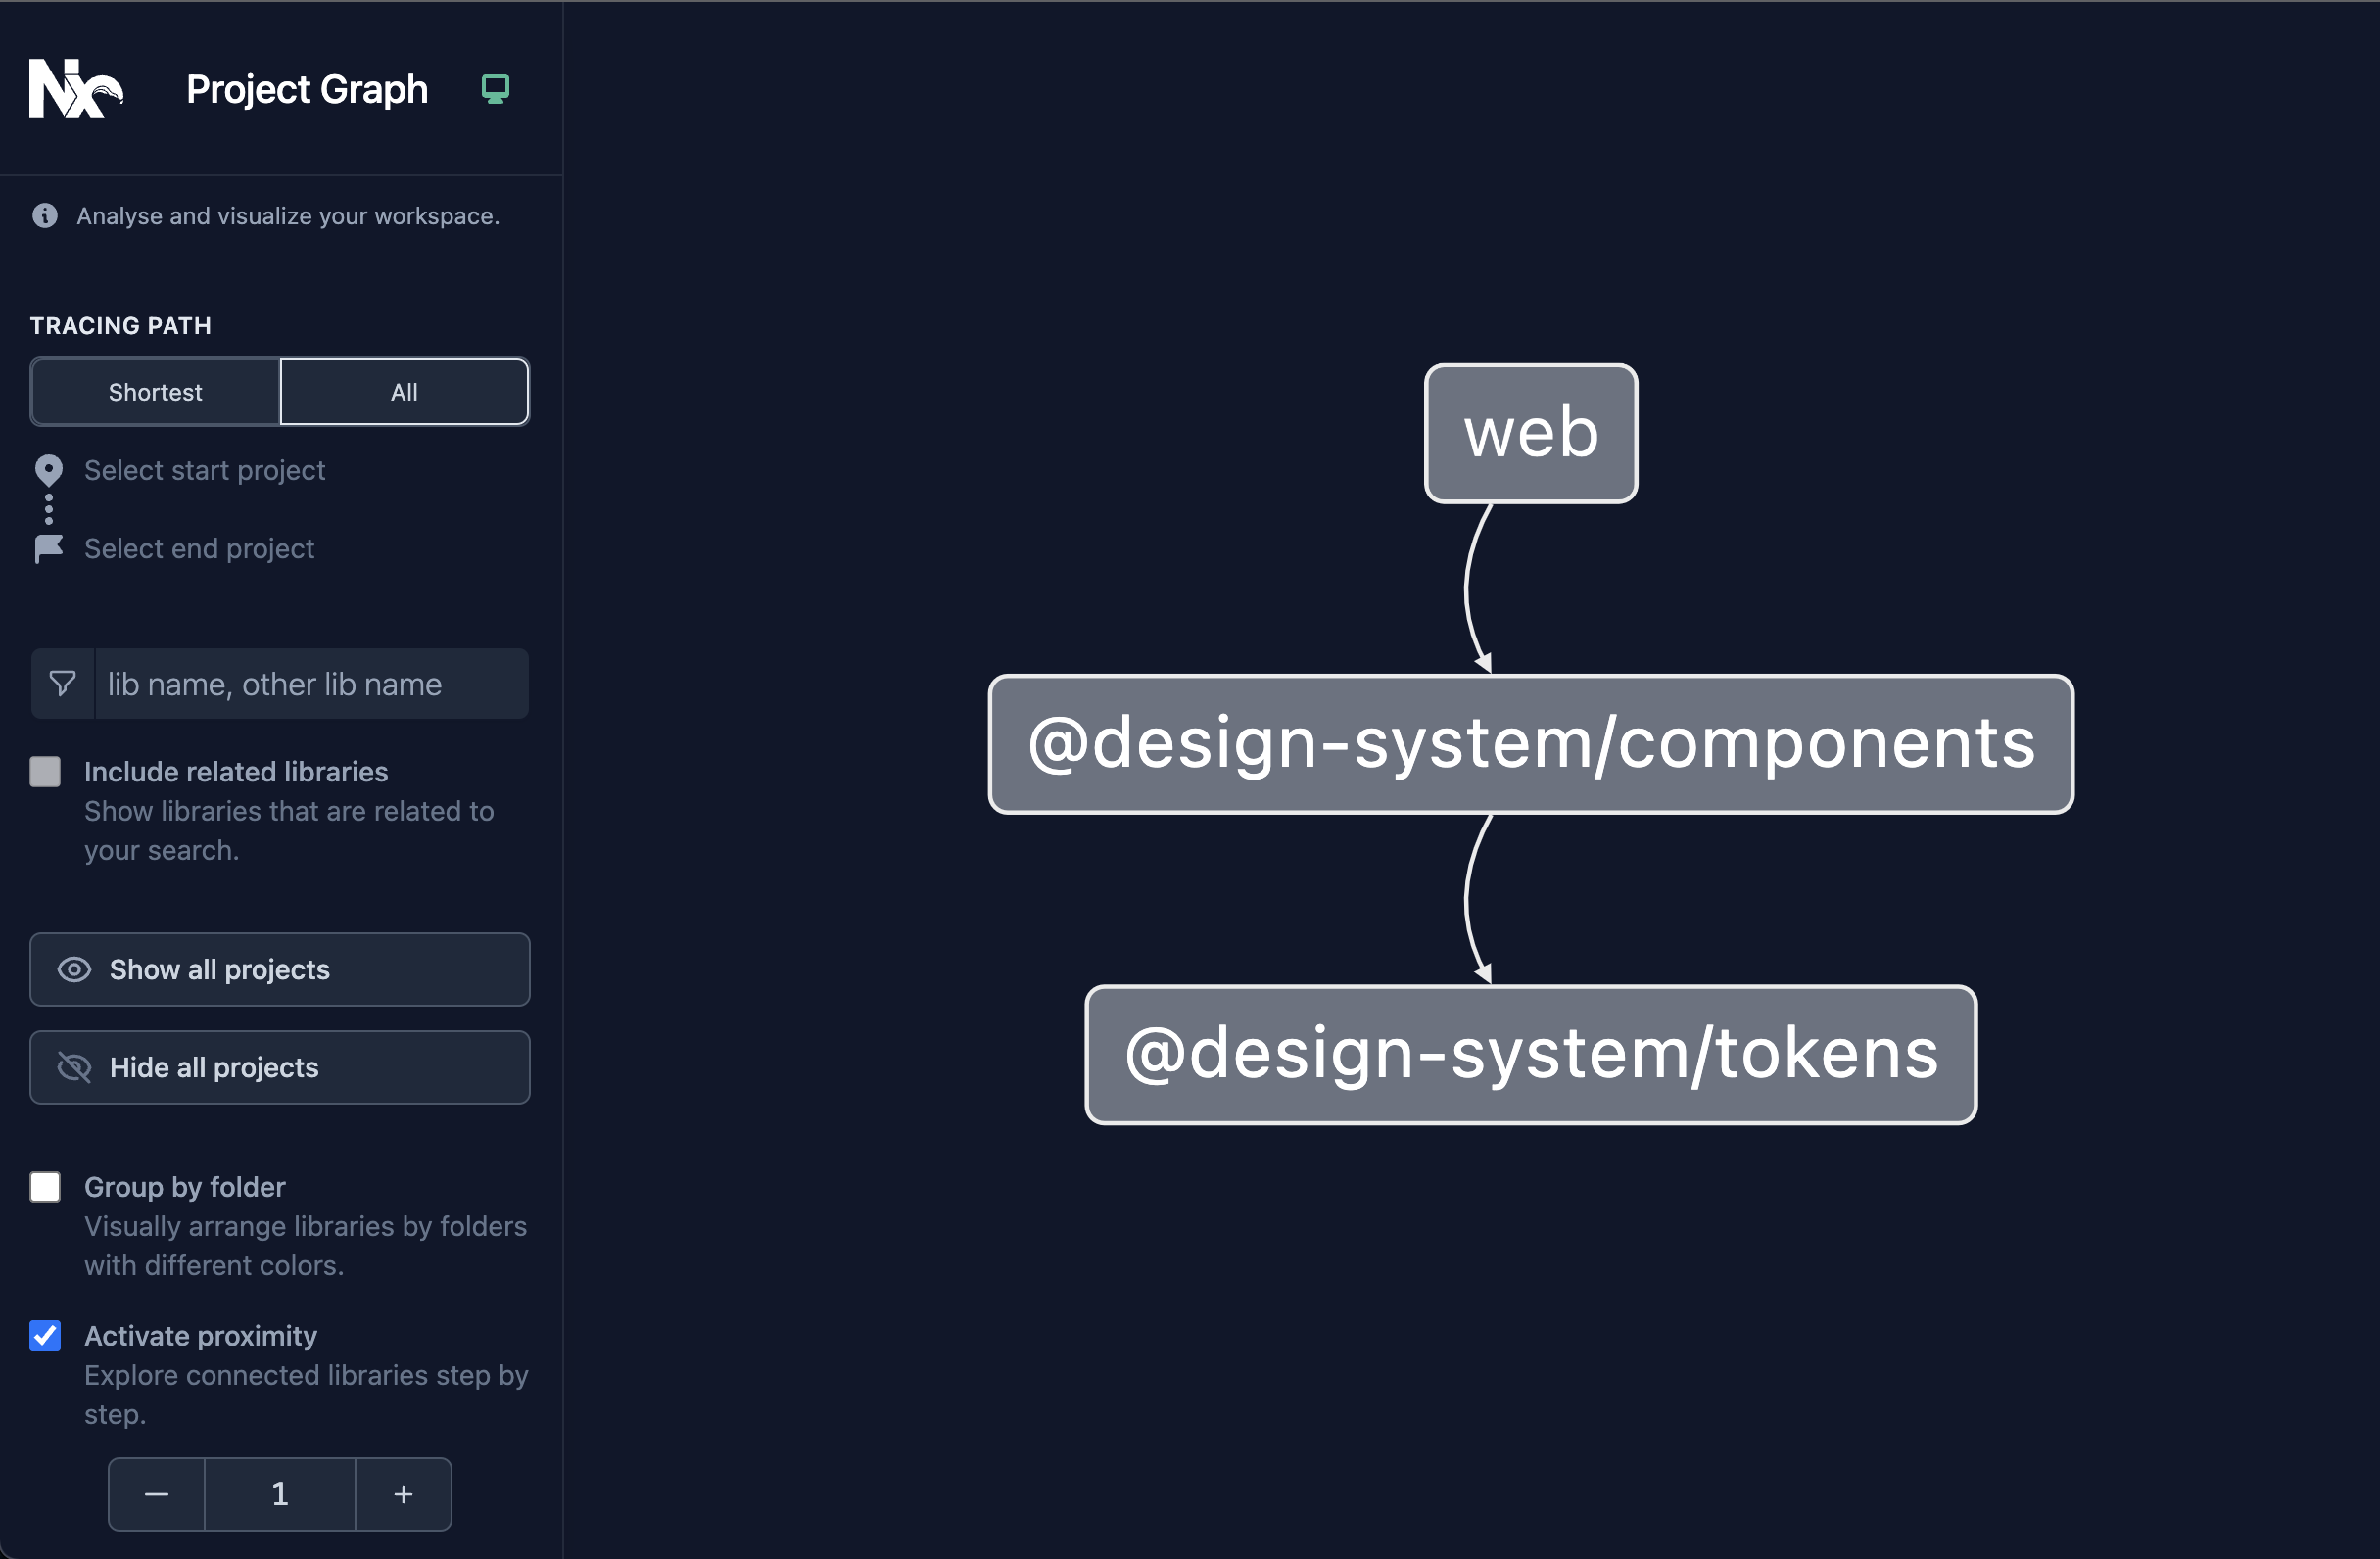 Nx
Project Graph
Analyse and visualize your workspace.
TRACING PATH
Shortest
All
Select start project
Select end project
lib name, other lib name
Include related libraries
Show libraries that are related to
your search.
Show all projects
Hide all projects
Group by folder
Visually arrange libraries by folders
with different colors.
Activate proximity
Explore connected libraries step by
step.
1
web
@design-system/components
@design-system/tokens